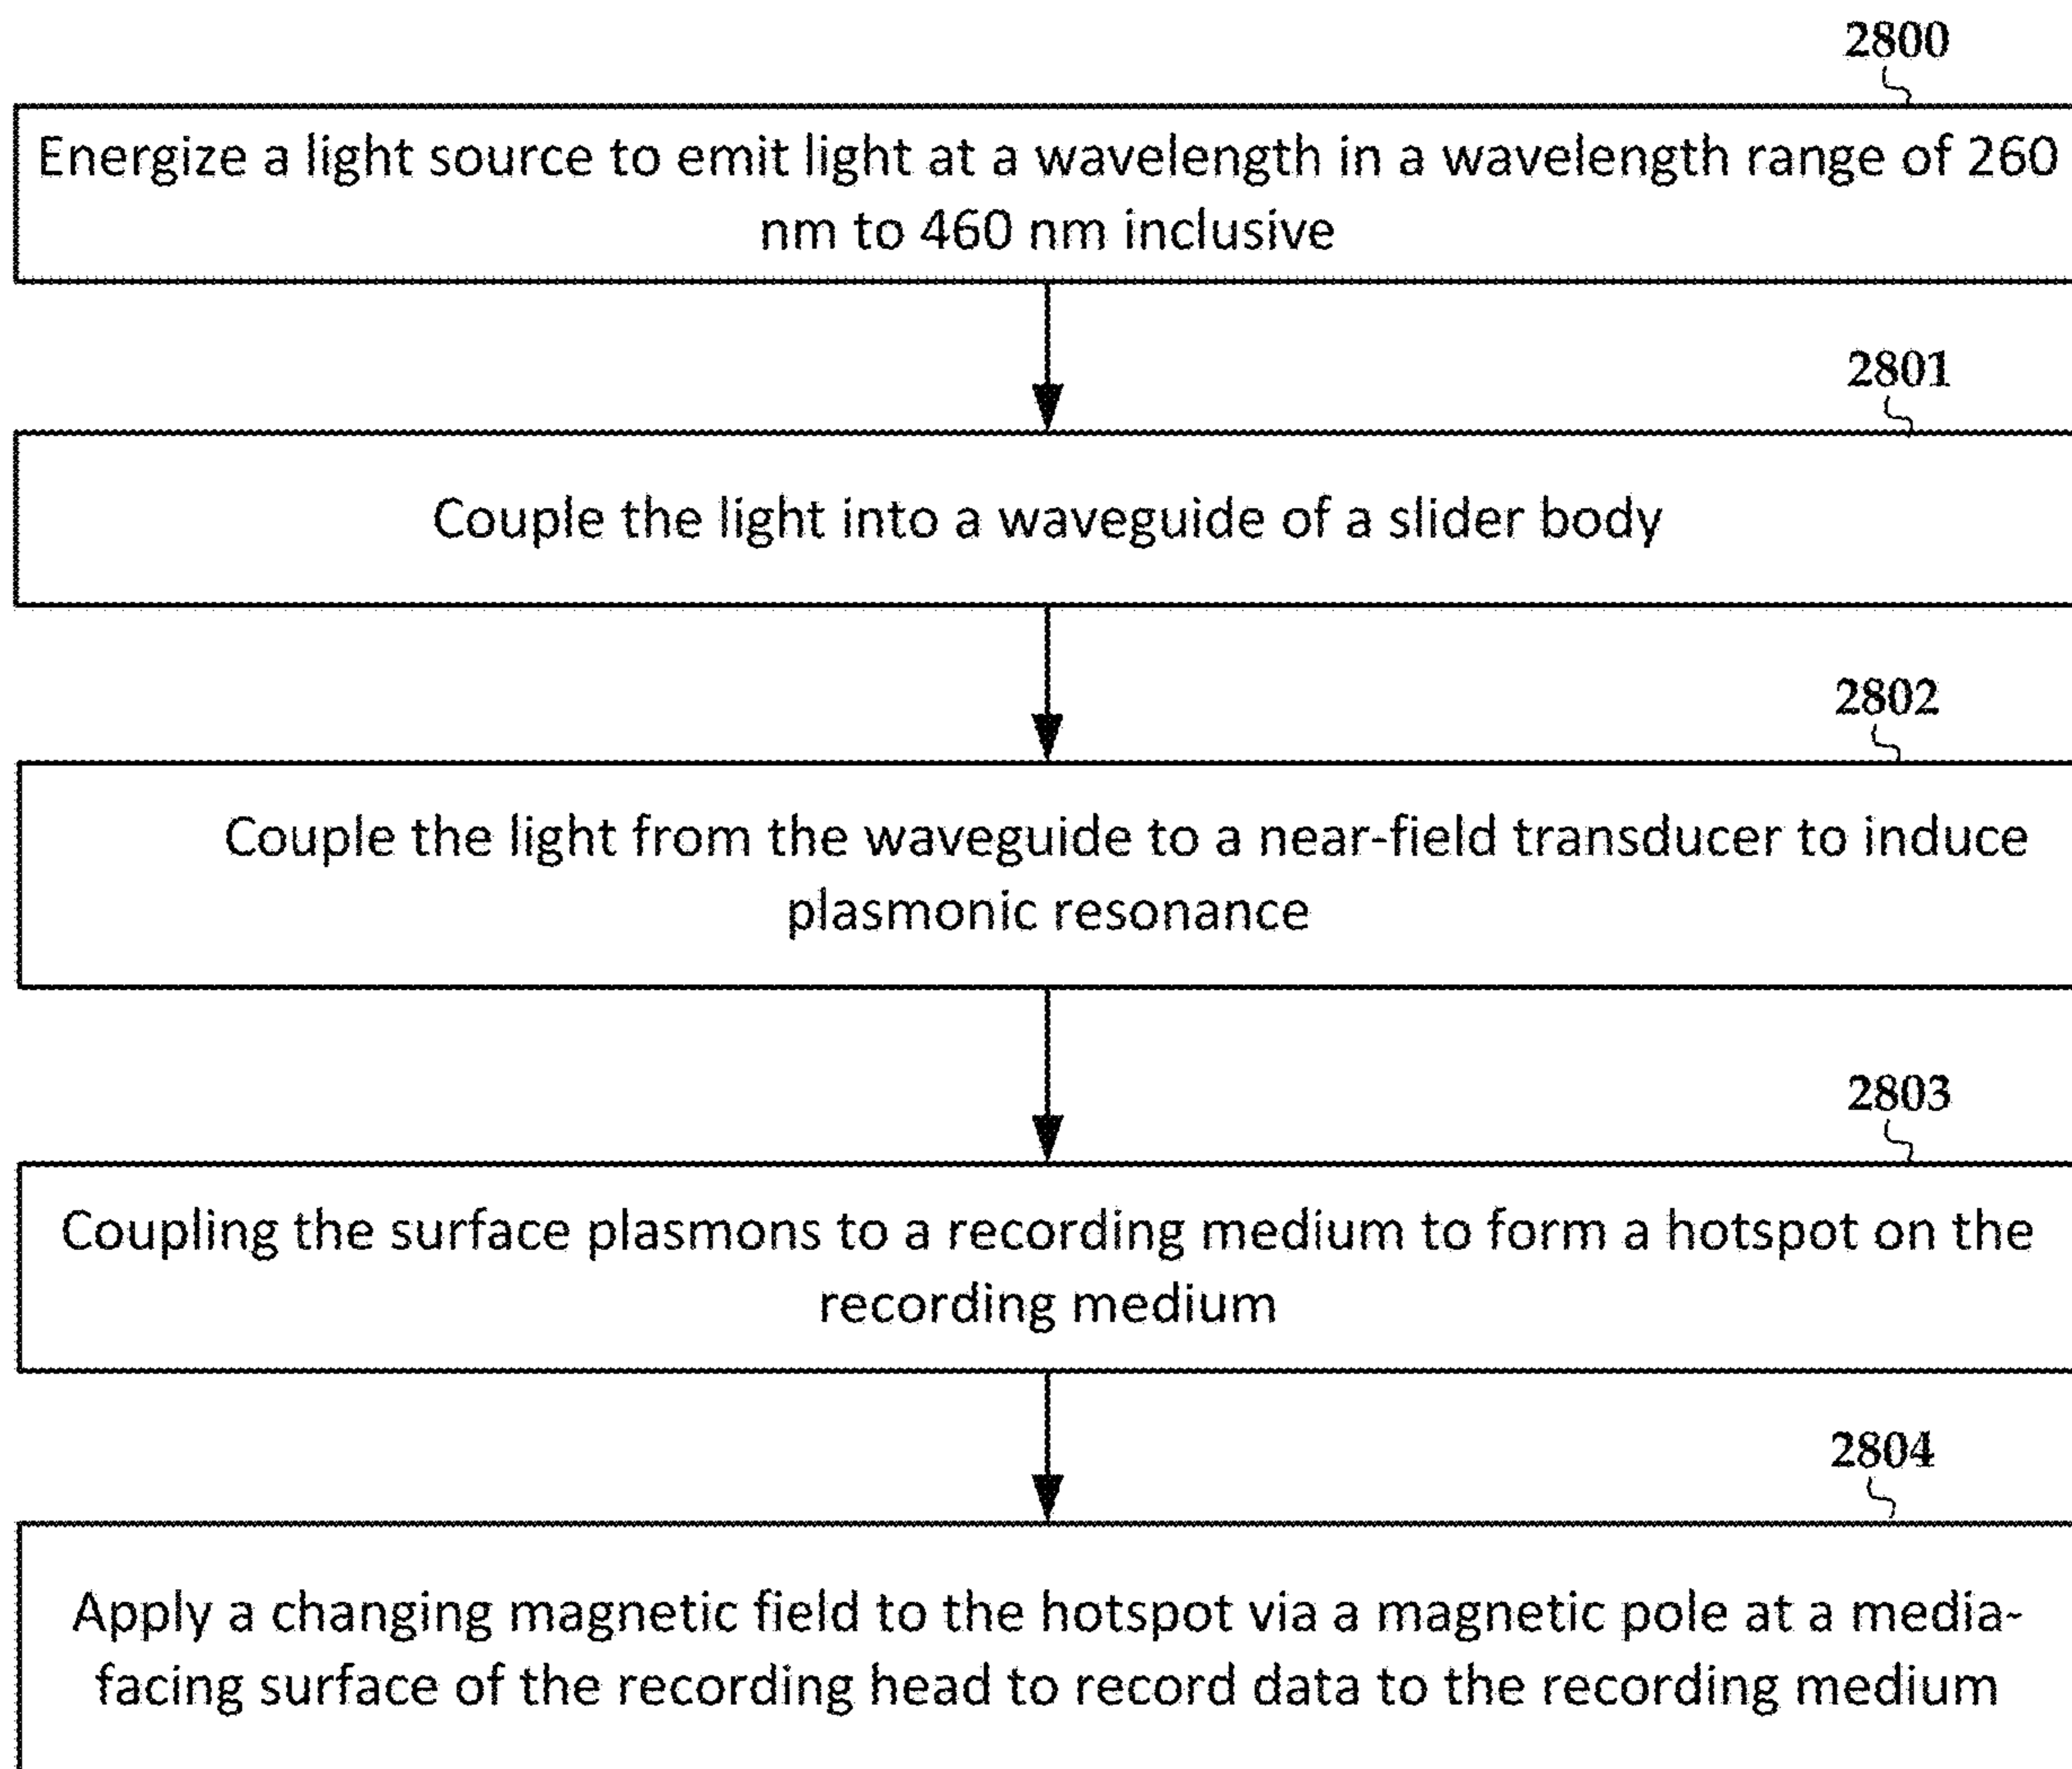 2800
Energize a light source to emit light at a wavelength in a wavelength range of 260
nm to 460 nm inclusive
2801
Couple the light into a waveguide of a slider body
2802
Couple the light from the waveguide to a near-field transducer to induce
plasmonic resonance
2803
Coupling the surface plasmons to a recording medium to form a hotspot on the
recording medium
2804
Apply a changing magnetic field to the hotspot via a magnetic pole at a media-
facing surface of the recording head to record data to the recording medium